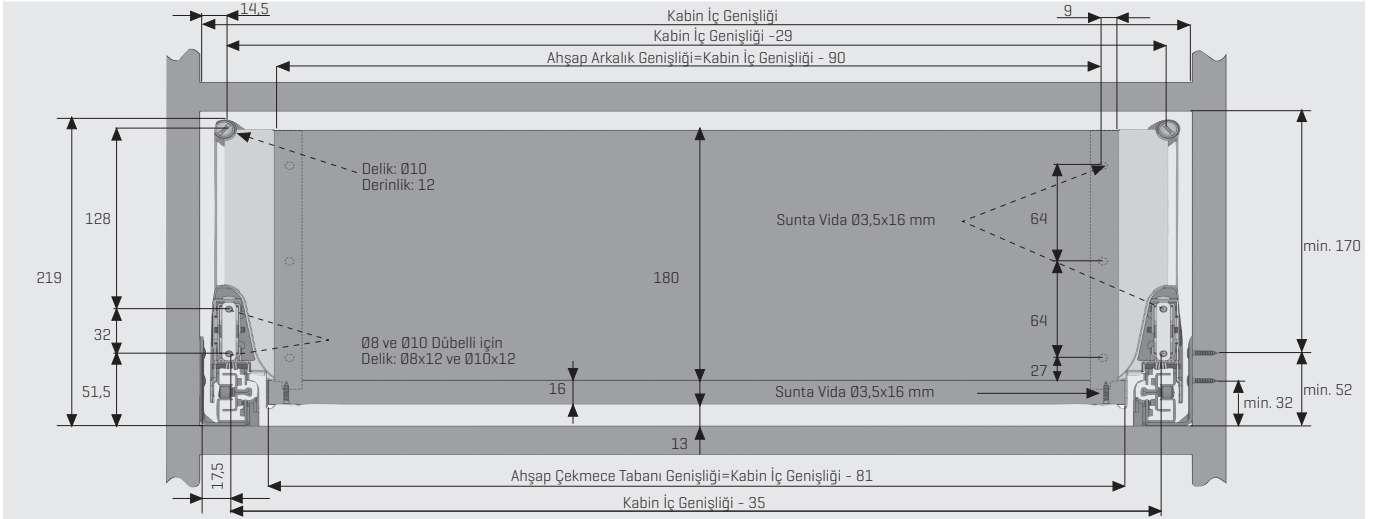 14,5
Kabin İç Genişliği
9
Kabin İç Genişliği -29
Ahşap Arkalık Genişliği=Kabin İç Genişliği - 90
Delik: Ø10
Derinlik: 12
128
219
32
51,5
Ø8 ve Ø10 Dübelli için
Delik: Ø8x12 ve Ø10x12
180
16
13
Sunta Vida Ø3,5x16 mm
64
64
27
Sunta Vida Ø3,5x16 mm
min. 170
min. 52
min. 32
17,5
Ahşap Çekmece Tabanı Genişliği=Kabin İç Genişliği - 81
Kabin İç Genişliği - 35